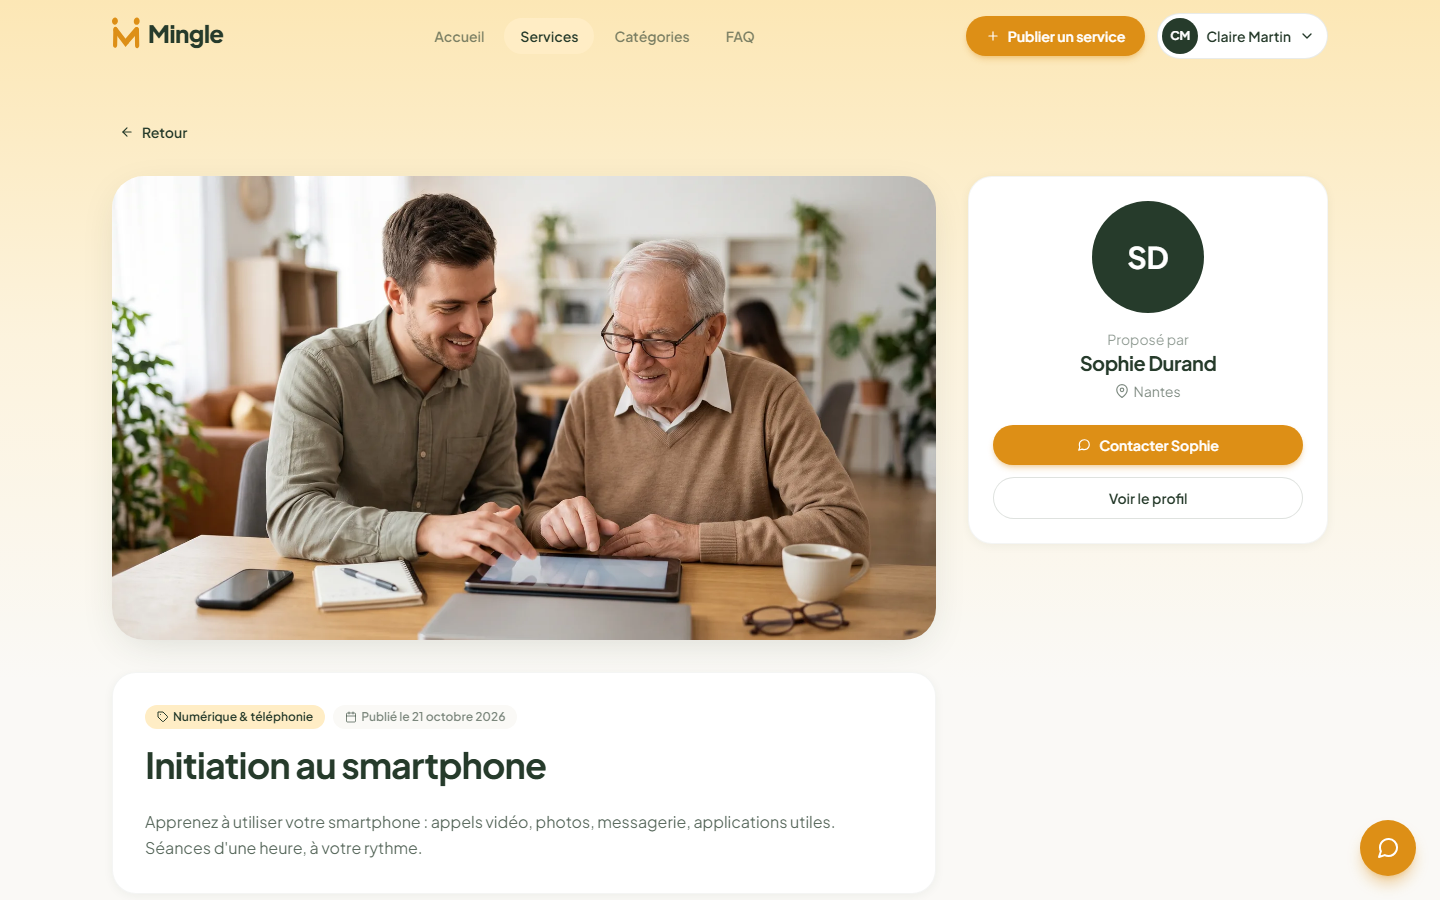 Mingle
Accueil
Services
Catégories
FAQ
Publier un service
CM
Claire Martin
Retour
SD
Proposé par
Sophie Durand
Nantes
Contacter Sophie
Voir le profil
Numérique & téléphonie
Publié le 21 octobre 2026
Initiation au smartphone
Apprenez à utiliser votre smartphone : appels vidéo, photos, messagerie, applications utiles.
Séances d'une heure, à votre rythme.